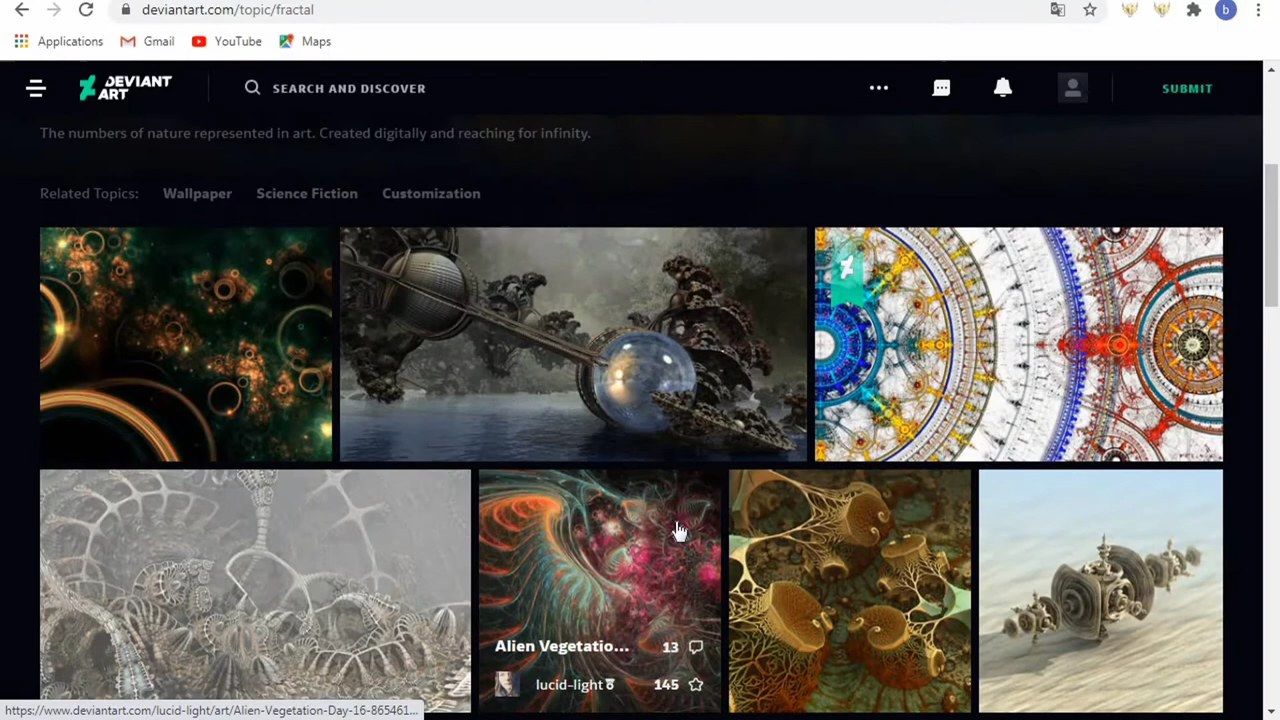 deviantart.com/topic/fractal
b
Applications
Gmail
YouTube
Maps
DEVIANT
ART
SEARCH AND DISCOVER
SUBMIT
The numbers of nature represented in art. Created digitally and reaching for infinity.
Related Topics:
Wallpaper
Science Fiction
Customization
Alien Vegetatio...
13
lucid-light
145
https://www.deviantart.com/lucid-light/art/Alien-Vegetation-Day-16-865461...